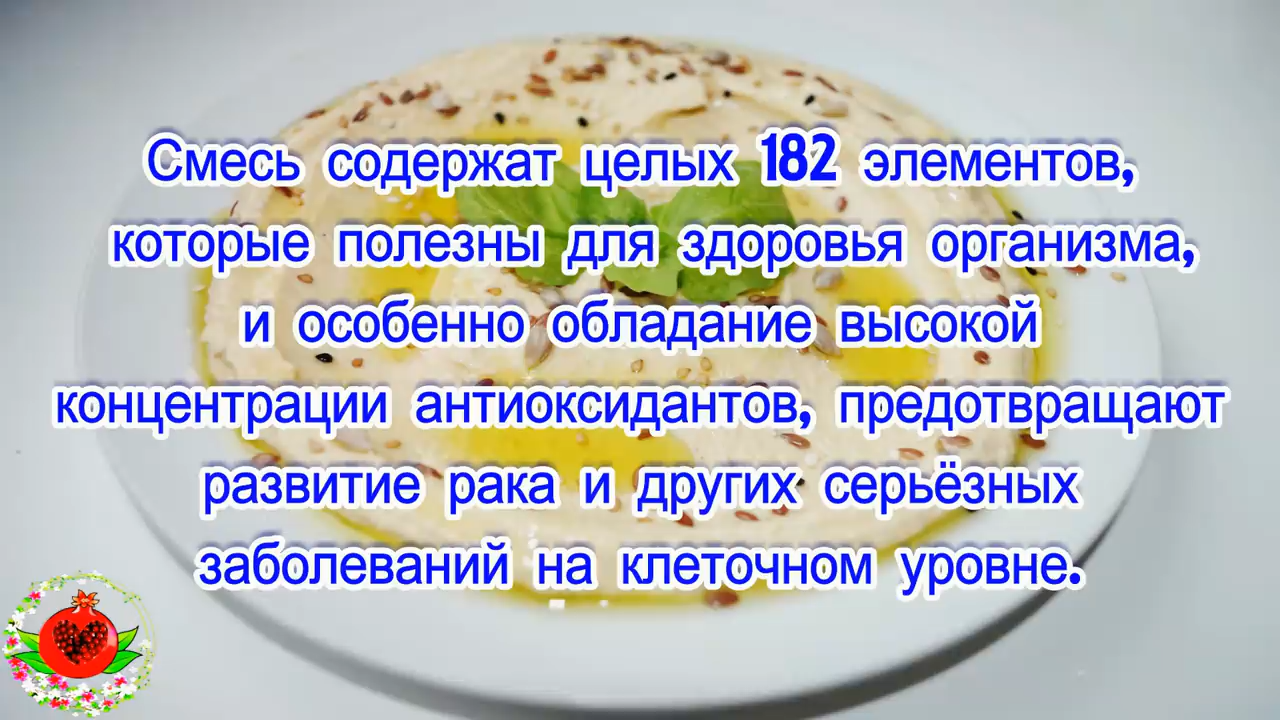 Смесь содержат целых 182 элементов,
которые полезны для здоровья организма,
и особенно обладание высокой
концентрации антиоксидантов, предотвращают
развитие рака и других серьёзных
заболеваний на клеточном уровне.